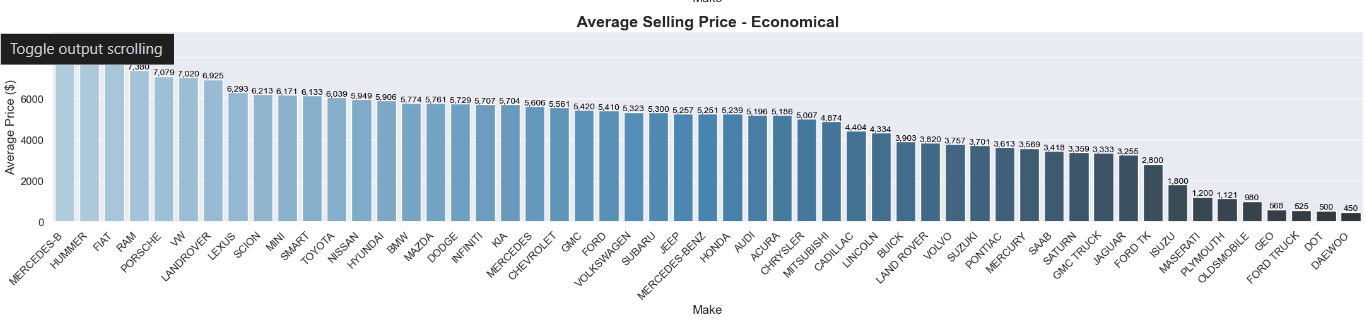 Make
Average Selling Price - Economical
Toggle output scrolling
7,380
7,079
7,020
6,925
6,293
6,213
6,171
6,133
6,039
5,949
5,906
5,774
5,761
5,729
5,707
5,704
5,606
5,561
5,420
5,410
5,323
5,300
5,257
5,251
5,239
5,196
5,186
5,007
4,874
4,404
4,334
3,903
3,820
3,757
3,701
3,613
3,569
3,418
3,359
3,333
3,255
2,800
1,800
1,200
1,121
980
568
525
500
450
Average Price ($)
6000
4000
2000
0
MERCEDES-B
HUMMER
FIAT
RAM
PORSCHE
VW
LANDROVER
LEXUS
SCION
MINI
SMART
TOYOTA
NISSAN
HYUNDAI
BMW
MAZDA
DODGE
INFINITI
KIA
MERCEDES
CHEVROLET
GMC
FORD
VOLKSWAGEN
SUBARU
JEEP
MERCEDES-BENZ
HONDA
AUDI
ACURA
CHRYSLER
MITSUBISHI
CADILLAC
LINCOLN
BUICK
LAND ROVER
VOLVO
SUZUKI
PONTIAC
MERCURY
SAAB
SATURN
GMC TRUCK
JAGUAR
FORD TK
ISUZU
MASERATI
PLYMOUTH
OLDSMOBILE
GEO
FORD TRUCK
DOT
DAEWOO
Make